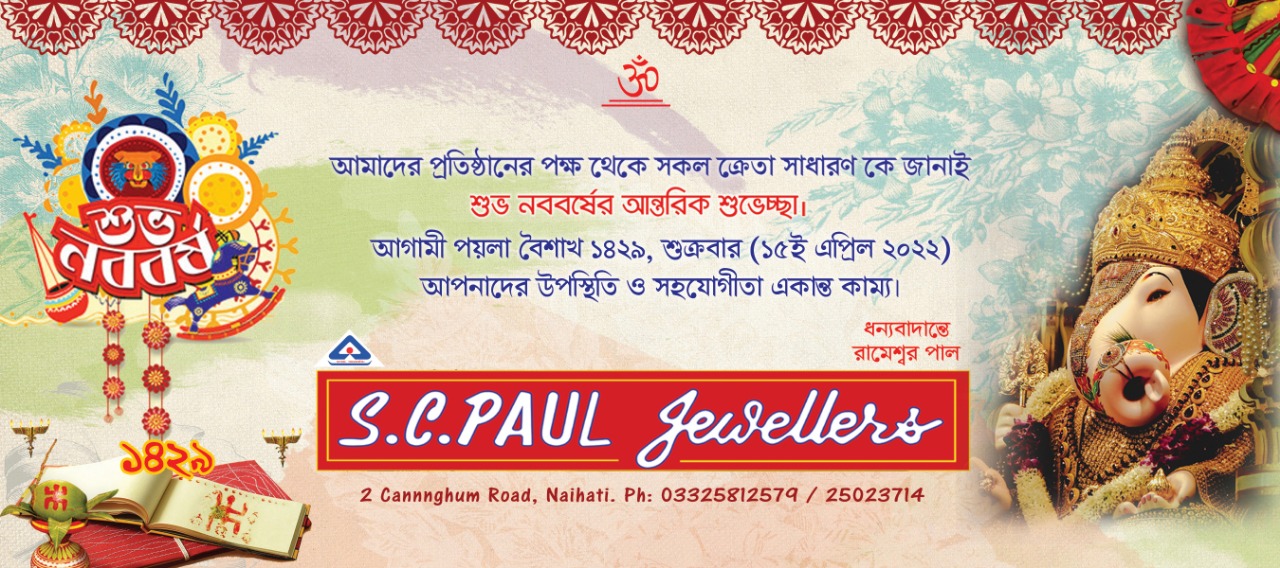 ॐ
আমাদের প্রতিষ্ঠানের পক্ষ থেকে সকল ক্রেতা সাধারণ কে জানাই
শুভ নববর্ষের আন্তরিক শুভেচ্ছা।
আগামী পয়লা বৈশাখ ১৪২৯, শুক্রবার (১৫ই এপ্রিল ২০২২)
আপনাদের উপস্থিতি ও সহযোগীতা একান্ত কাম্য।
শুভ
নববর্ষ
১৪২৯
ধন্যবাদান্তে
রামেশ্বর পাল
S.C.PAUL Jewellers
2 Cannnghum Road, Naihati. Ph: 03325812579 / 25023714